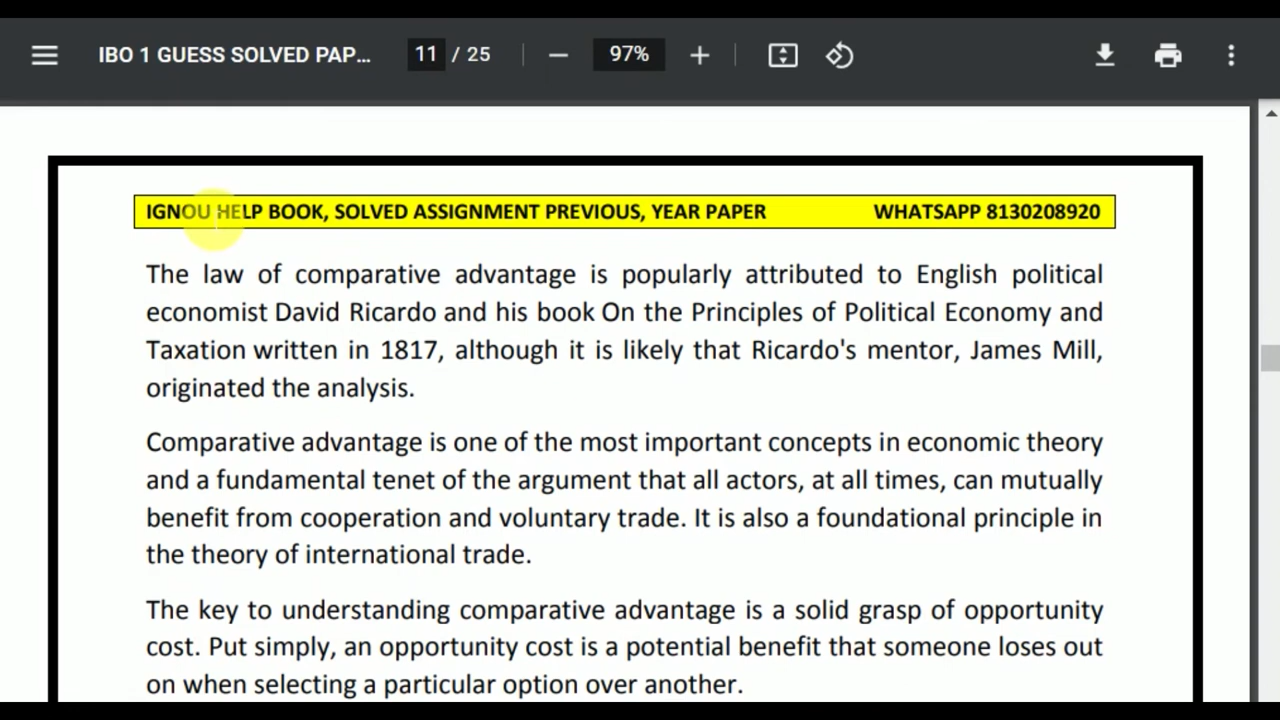 IBO 1 GUESS SOLVED PAP... 11 / 25 97%
IGNOU HELP BOOK, SOLVED ASSIGNMENT PREVIOUS, YEAR PAPER WHATSAPP 8130208920
The law of comparative advantage is popularly attributed to English political
economist David Ricardo and his book On the Principles of Political Economy and
Taxation written in 1817, although it is likely that Ricardo's mentor, James Mill,
originated the analysis.
Comparative advantage is one of the most important concepts in economic theory
and a fundamental tenet of the argument that all actors, at all times, can mutually
benefit from cooperation and voluntary trade. It is also a foundational principle in
the theory of international trade.
The key to understanding comparative advantage is a solid grasp of opportunity
cost. Put simply, an opportunity cost is a potential benefit that someone loses out
on when selecting a particular option over another.